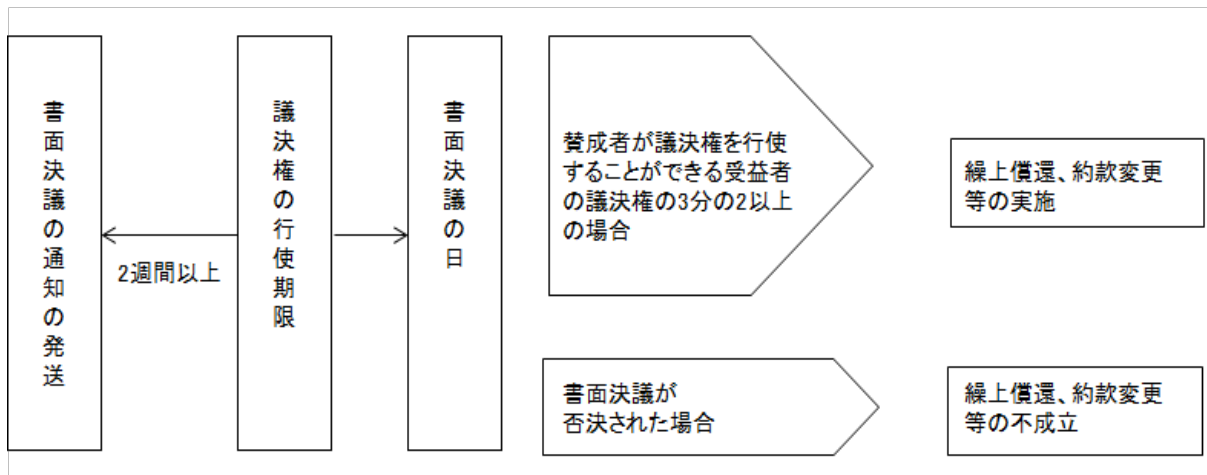 書面決議の通知の発送
2週間以上
議決権の行使期限
書面決議の日
賛成者が議決権を行使
することができる受益者
の議決権の3分の2以上
の場合
繰上償還、約款変更
等の実施
書面決議が
否決された場合
繰上償還、約款変更
等の不成立